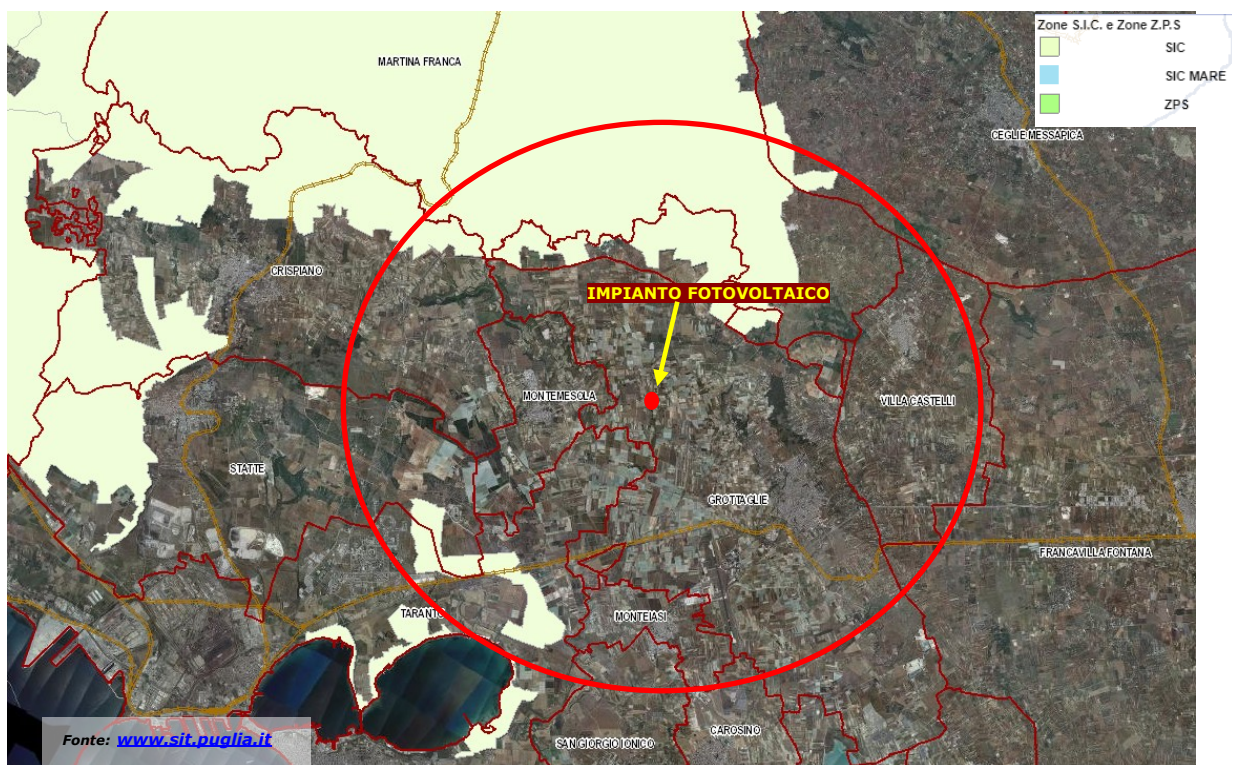 Zone S.I.C. e Zone Z.P.S
SIC
SIC MARE
ZPS
MARTINA FRANCA
CEGLIE MESSAPICA
CRISPIANO
IMPIANTO FOTOVOLTAICO
MONTEMESOLA
VILLA CASTELLI
STATTE
GROTTAGLIE
FRANCAVILLA FONTANA
TARANTO
MONTEIASI
CAROSINO
SAN GIORGIO IONICO
Fonte: www.sit.puglia.it